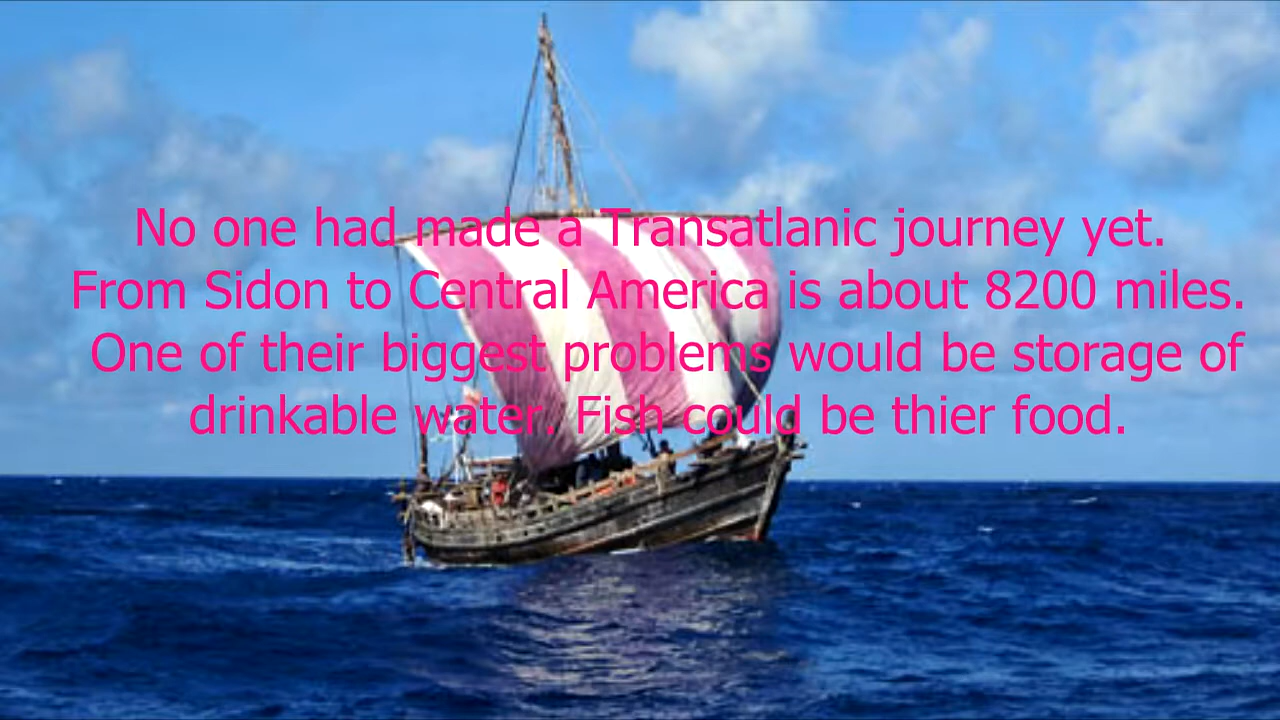 No one had made a Transatlanic journey yet.
From Sidon to Central America is about 8200 miles.
One of their biggest problems would be storage of
drinkable water. Fish could be thier food.